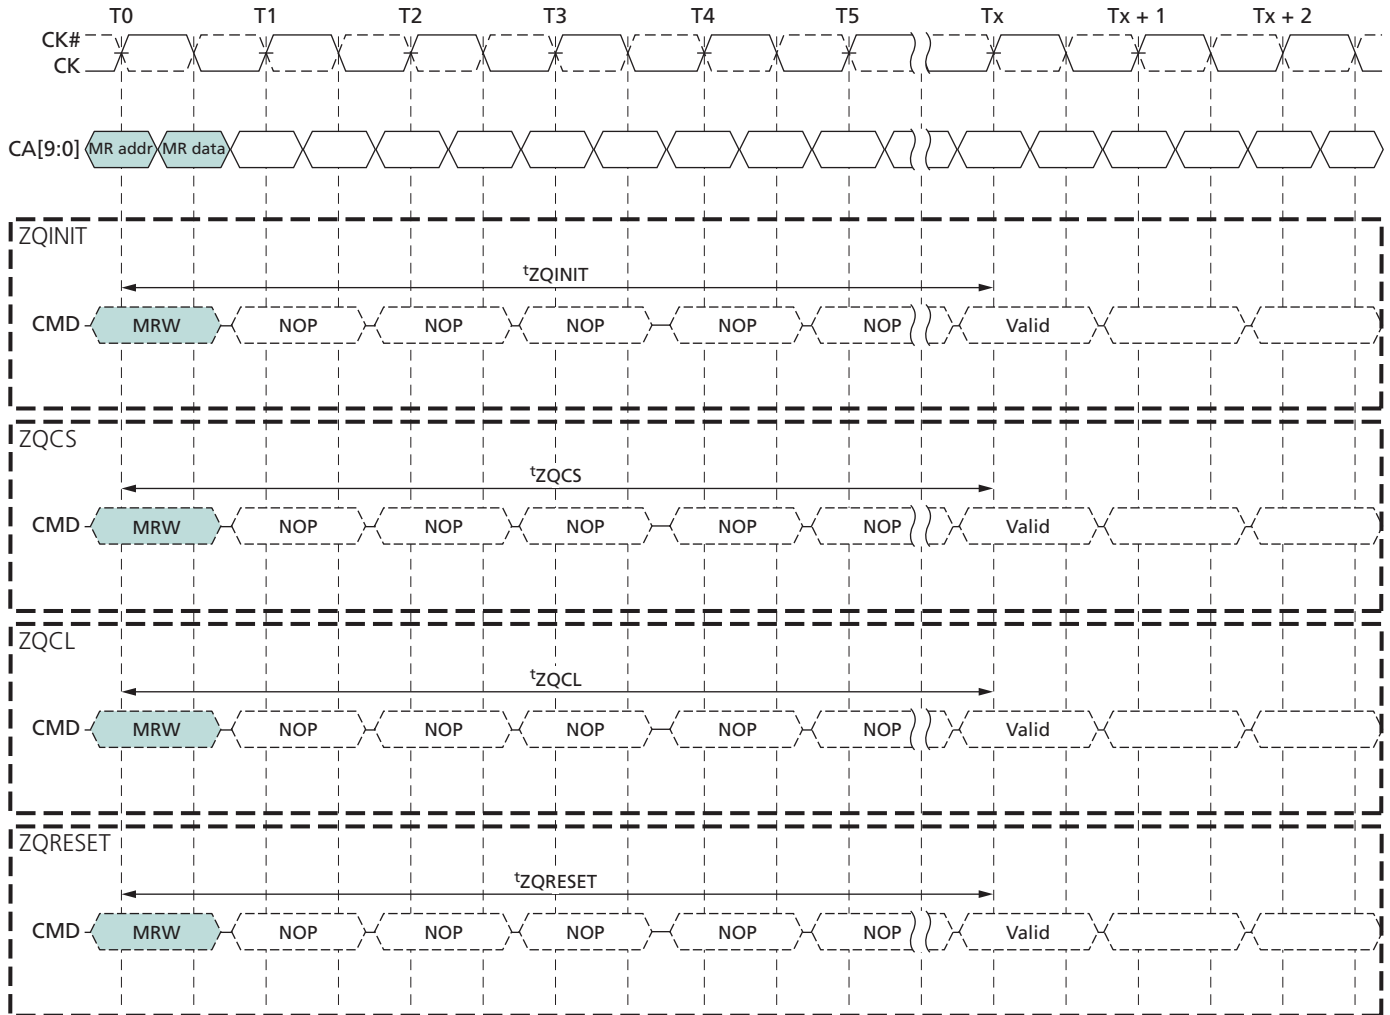 T0 T1 T2 T3 T4 T5 Tx Tx + 1 Tx + 2
CK#
CK
CA[9:0] MR addr MR data
ZQINIT
tZQINIT
CMD MRW NOP NOP NOP NOP NOP Valid
ZQCS
tZQCS
CMD MRW NOP NOP NOP NOP NOP Valid
ZQCL
tZQCL
CMD MRW NOP NOP NOP NOP NOP Valid
ZQRESET
tZQRESET
CMD MRW NOP NOP NOP NOP NOP Valid